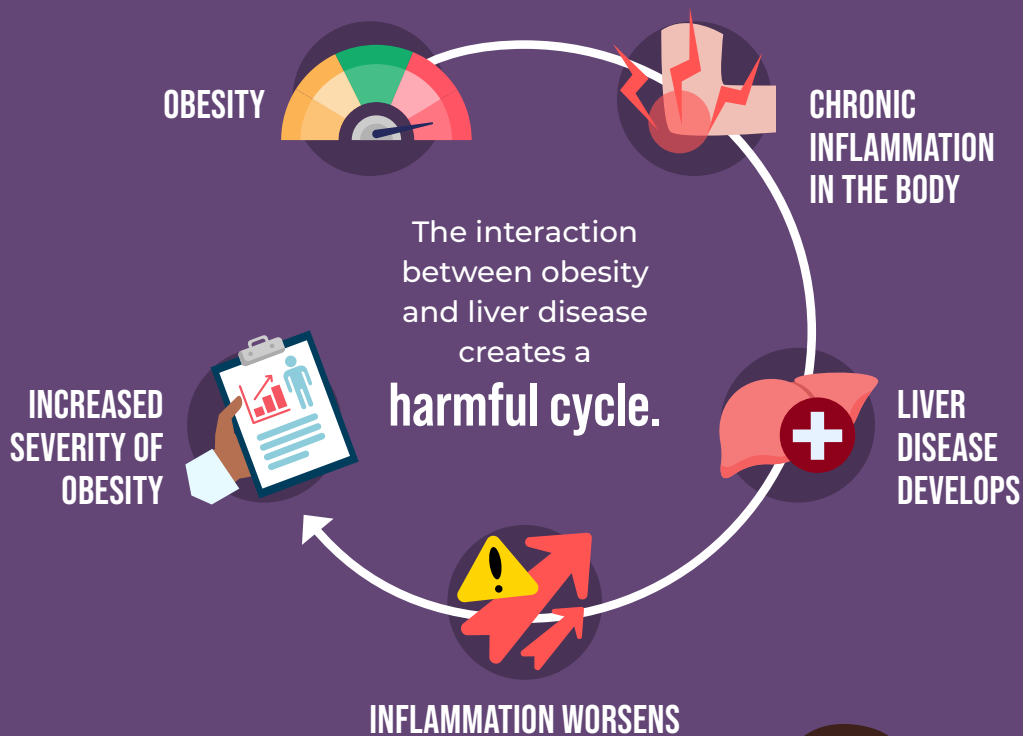 OBESITY
CHRONIC
INFLAMMATION
IN THE BODY
The interaction
between obesity
and liver disease
creates a
harmful cycle.
LIVER
DISEASE
DEVELOPS
INFLAMMATION WORSENS
INCREASED
SEVERITY OF
OBESITY